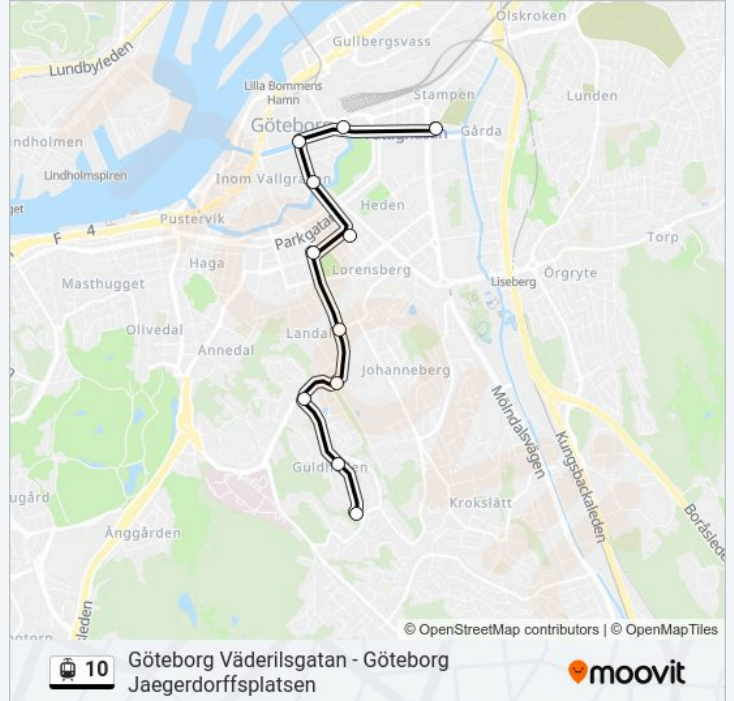 Olskroken
Gullbergsvass
Lundbyleden
Lilla Bommens
Hamn
Stampen
Lunden
Göteborg
Gårda
Lindholmspiren
Inom Vallgraven
Heden
Pustervik
Parkgatan
Torp
F 4
Haga
Lorensberg
Örgryte
Masthugget
Liseberg
Olivedal
Landala
Annedal
Johanneberg
Mölndalsvägen
Kungsbackaleden
Guldheden
ugård
Krokslätt
Änggården
Boråsleden
leden
© OpenStreetMap contributors | © OpenMapTiles
10
Göteborg Väderilsgatan - Göteborg
Jaegerdorffsplatsen
moovit